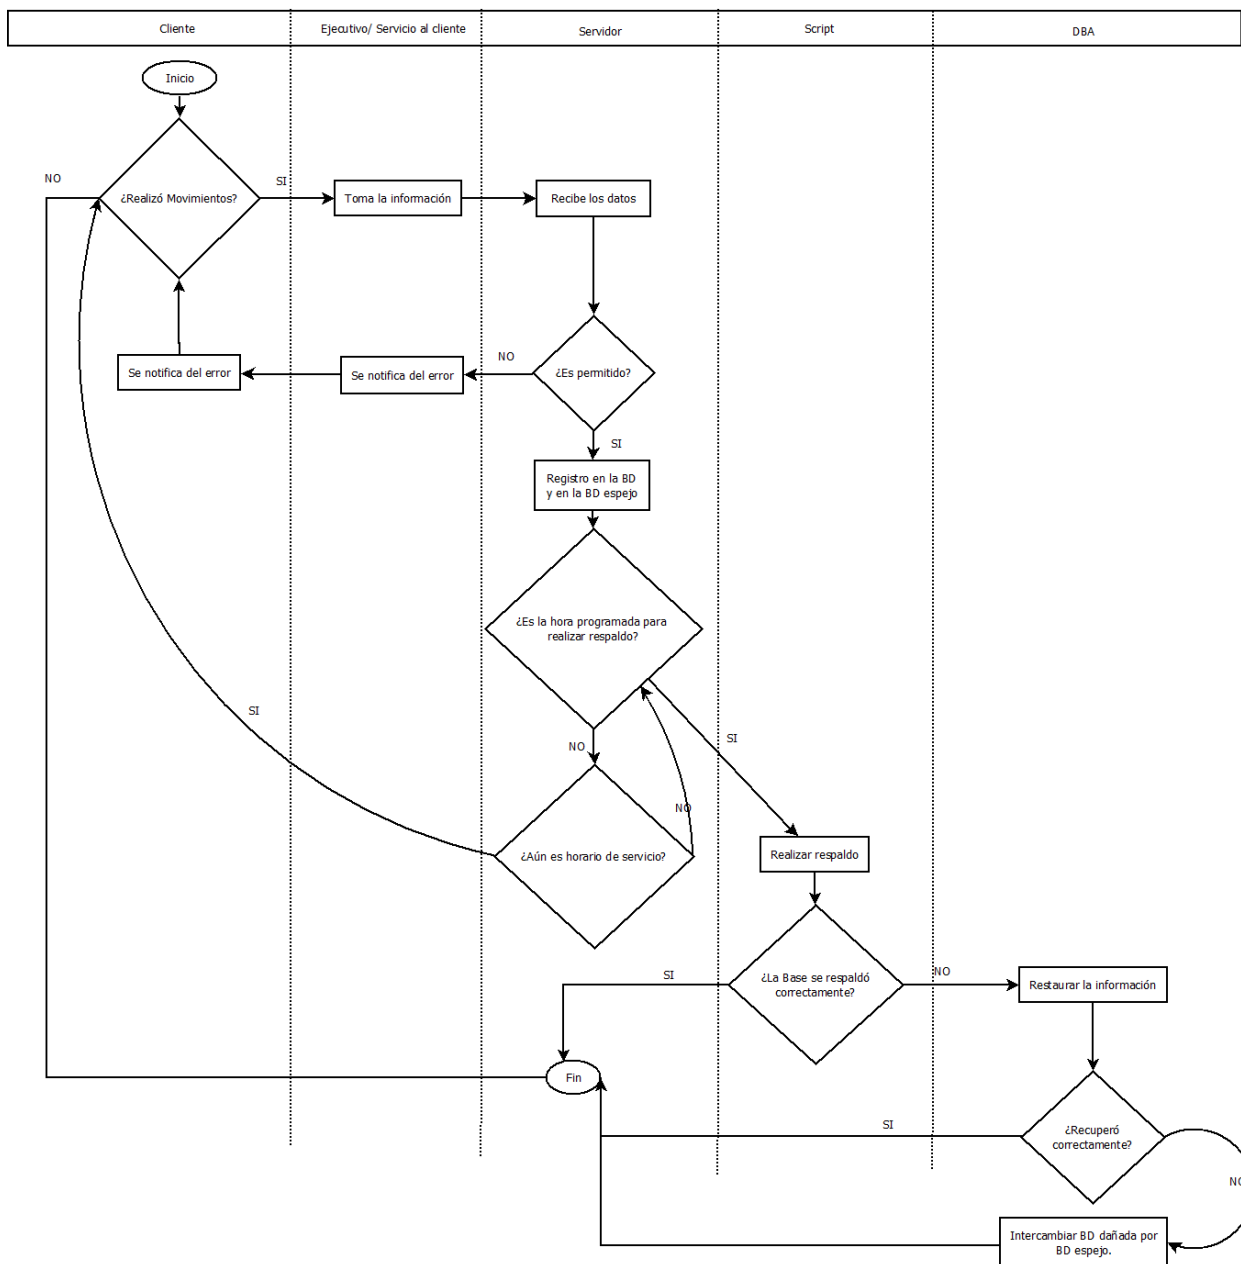 Cliente
Ejecutivo/ Servicio al cliente
Servidor
Script
DBA
Inicio
NO
¿Realizó Movimientos?
SI
Toma la información
Recibe los datos
Se notifica del error
Se notifica del error
NO
¿Es permitido?
SI
Registro en la BD
y en la BD espejo
¿Es la hora programada para
realizar respaldo?
SI
NO
SI
NO
¿Aún es horario de servicio?
Realizar respaldo
SI
¿La Base se respaldó
correctamente?
NO
Restaurar la información
Fin
SI
¿Recuperó
correctamente?
NO
Intercambiar BD dañada por
BD espejo.